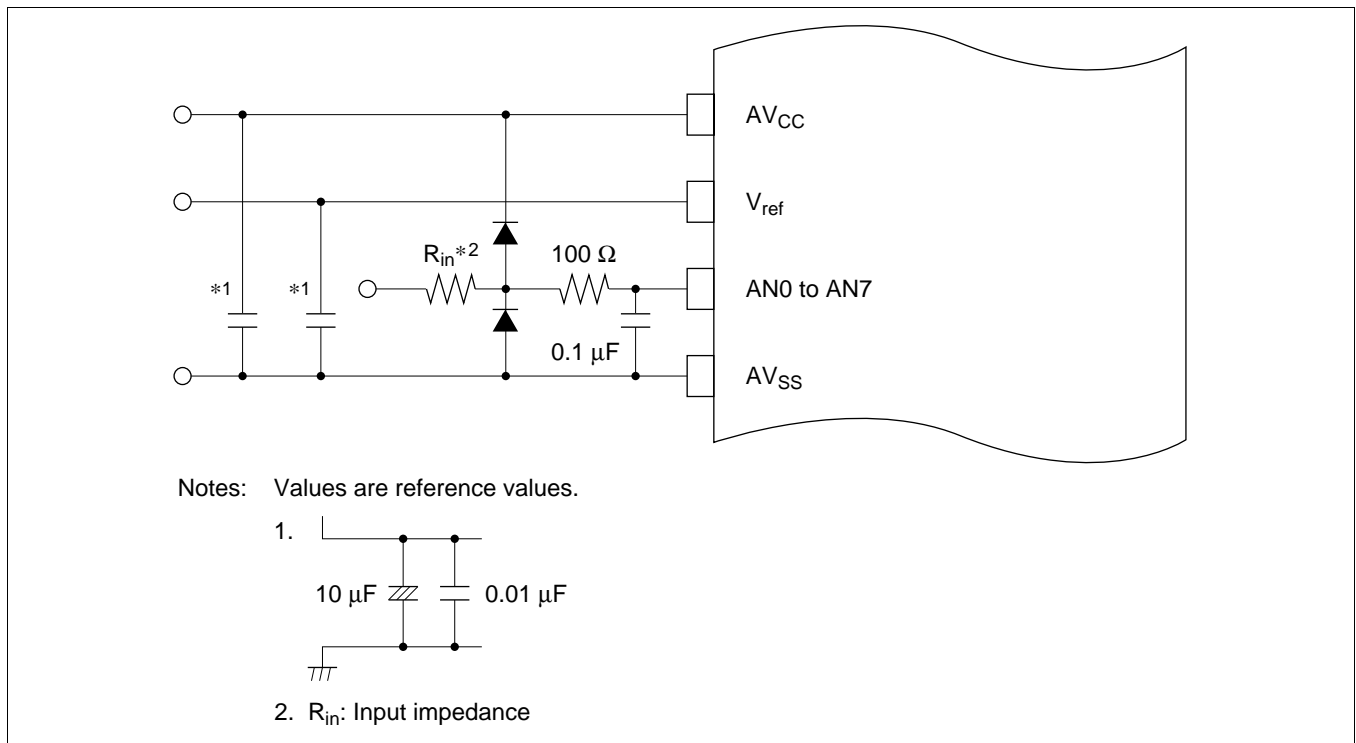 AVCC
Vref
Rin*2
100 Ω
*1
*1
AN0 to AN7
0.1 μF
AVSS
Notes: Values are reference values.
1.
10 μF
0.01 μF
2. Rin: Input impedance